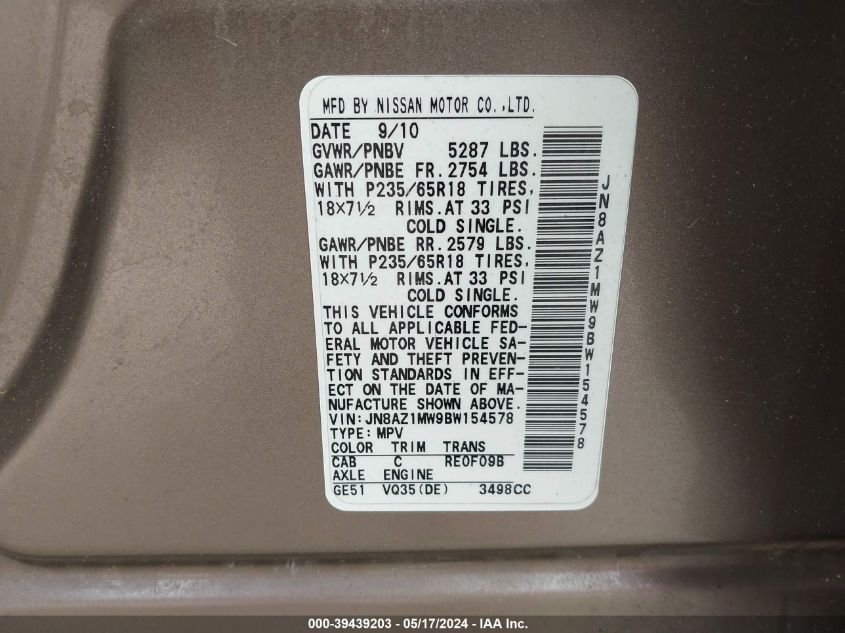 MFD BY NISSAN MOTOR CO.,LTD.
DATE 9/10
GVWR/PNBV 5287 LBS.
GAWR/PNBE FR. 2754 LBS.
WITH P235/65R18 TIRES,
18×7½ RIMS.AT 33 PSI
COLD SINGLE.
GAWR/PNBE RR. 2579 LBS.
WITH P235/65R18 TIRES,
18×7½ RIMS.AT 33 PSI
COLD SINGLE.
THIS VEHICLE CONFORMS
TO ALL APPLICABLE FED-
ERAL MOTOR VEHICLE SA-
FETY AND THEFT PREVEN-
TION STANDARDS IN EFF-
ECT ON THE DATE OF MA-
NUFACTURE SHOWN ABOVE.
VIN:JN8AZ1MW9BW154578
TYPE:MPV
COLOR TRIM TRANS
CAB C RE0F09B
AXLE ENGINE
GE51 VQ35(DE) 3498CC
JN8AZ1MW9BW154578
000-39439203 - 05/17/2024 - IAA Inc.